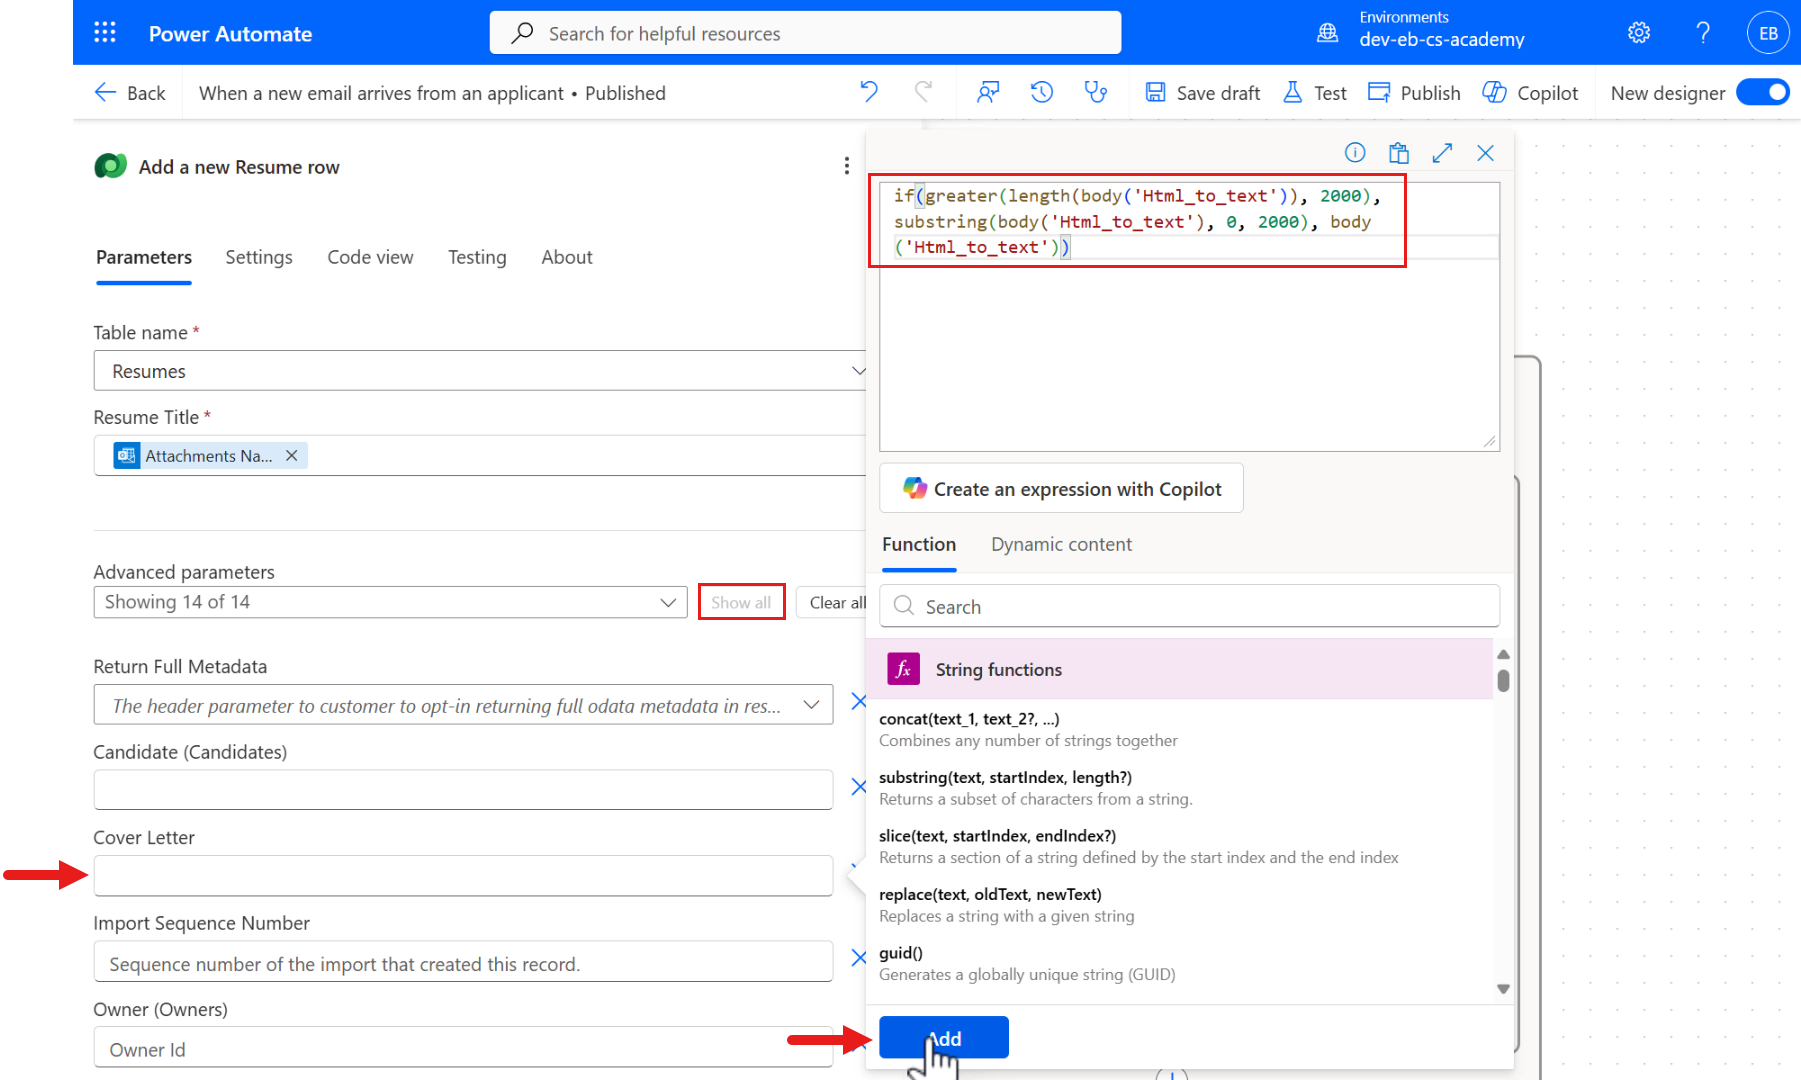 Power Automate
Search for helpful resources
Environments
dev-eb-cs-academy
EB
Back
When a new email arrives from an applicant • Published
Save draft
Test
Publish
Copilot
New designer
Add a new Resume row
Parameters
Settings
Code view
Testing
About
Table name *
Resumes
Resume Title *
Attachments Na...
Advanced parameters
Showing 14 of 14
Show all
Clear all
Return Full Metadata
The header parameter to customer to opt-in returning full odata metadata in res...
Candidate (Candidates)
Cover Letter
Import Sequence Number
Sequence number of the import that created this record.
Owner (Owners)
Owner Id
if(greater(length(body('Html_to_text')), 2000),
substring(body('Html_to_text'), 0, 2000), body
('Html_to_text'))
Create an expression with Copilot
Function
Dynamic content
Search
fx
String functions
concat(text_1, text_2?, ...)
Combines any number of strings together
substring(text, startIndex, length?)
Returns a subset of characters from a string.
slice(text, startIndex, endIndex?)
Returns a section of a string defined by the start index and the end index
replace(text, oldText, newText)
Replaces a string with a given string
guid()
Generates a globally unique string (GUID)
Add